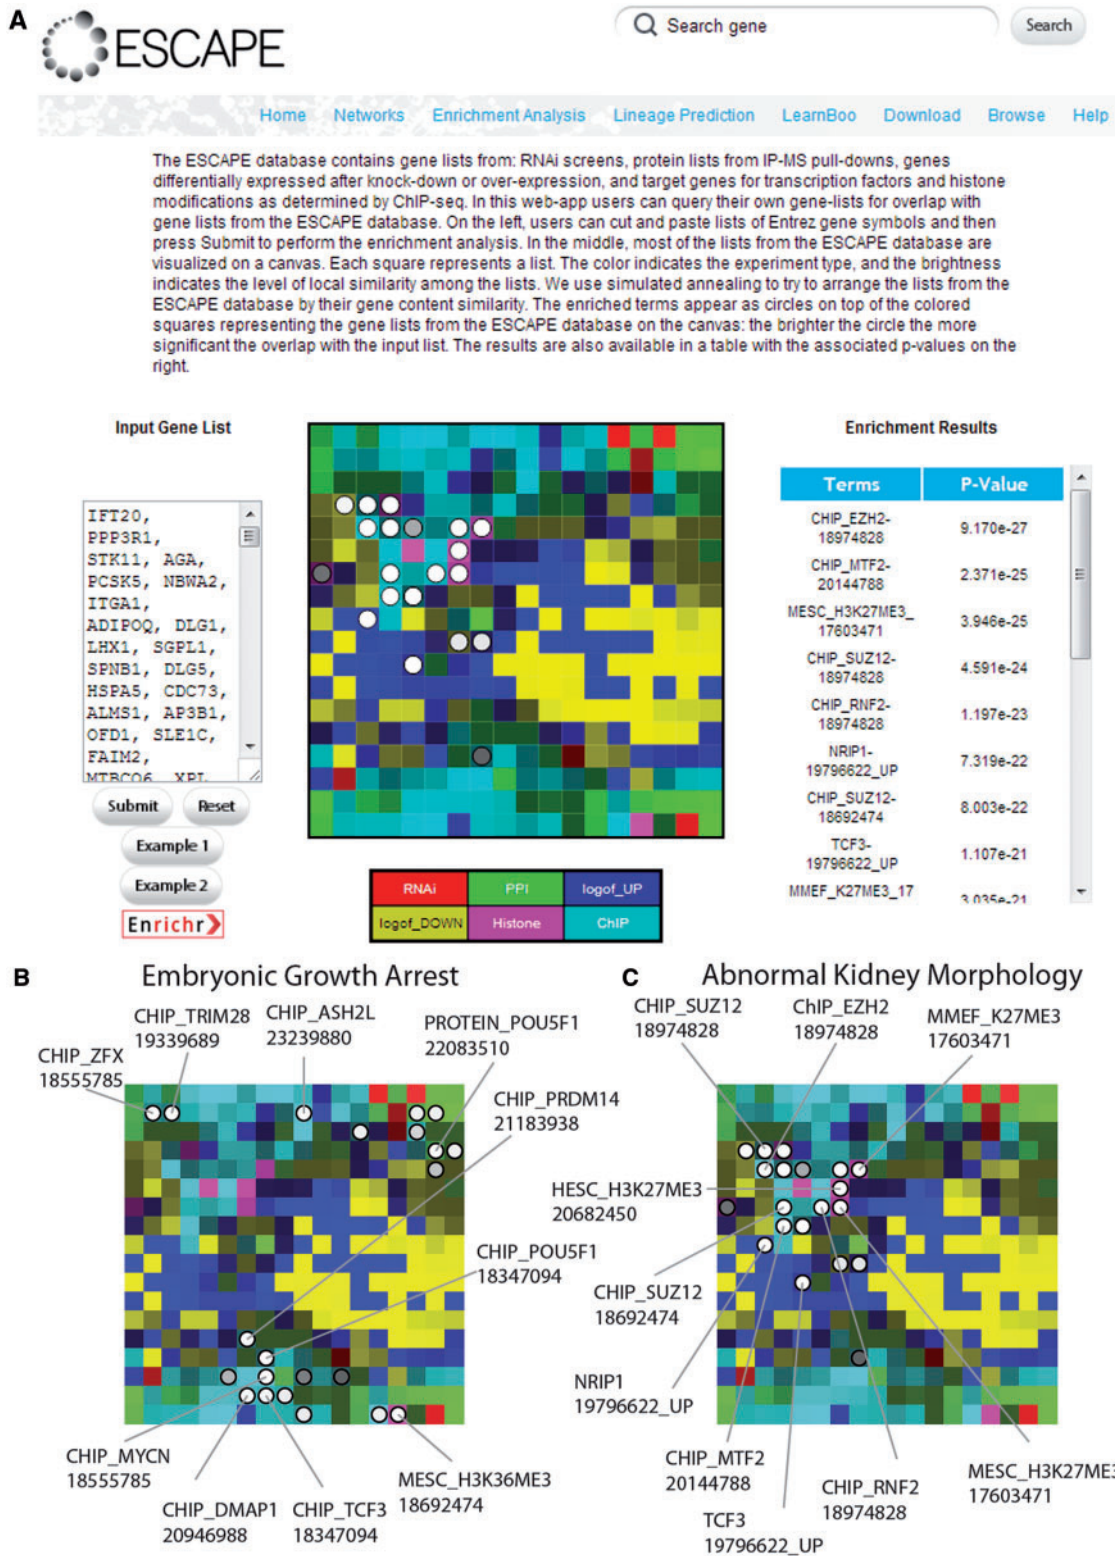 A
ESCAPE
Search gene
Search
Home Networks Enrichment Analysis Lineage Prediction LearnBoo Download Browse Help
The ESCAPE database contains gene lists from: RNAi screens, protein lists from IP-MS pull-downs, genes
differentially expressed after knock-down or over-expression, and target genes for transcription factors and histone
modifications as determined by ChIP-seq. In this web-app users can query their own gene-lists for overlap with
gene lists from the ESCAPE database. On the left, users can cut and paste lists of Entrez gene symbols and then
press Submit to perform the enrichment analysis. In the middle, most of the lists from the ESCAPE database are
visualized on a canvas. Each square represents a list. The color indicates the experiment type, and the brightness
indicates the level of local similarity among the lists. We use simulated annealing to try to arrange the lists from the
ESCAPE database by their gene content similarity. The enriched terms appear as circles on top of the colored
squares representing the gene lists from the ESCAPE database on the canvas: the brighter the circle the more
significant the overlap with the input list. The results are also available in a table with the associated p-values on the
right.
Input Gene List
IFT20,
PPP3R1,
STK11, AGA,
PCSK5, NBWA2,
ITGA1,
ADIPOQ, DLG1,
LHX1, SGPL1,
SPNB1, DLG5,
HSPA5, CDC73,
ALMS1, AP3B1,
OFD1, SLE1C,
FAIM2,
MTBCQ6, XPL
Submit Reset
Example 1
Example 2
Enrichr
RNAi PPI logof_UP
logof_DOWN Histone ChIP
Enrichment Results
Terms P-Value
CHIP_EZH2-
18974828 9.170e-27
CHIP_MTF2-
20144788 2.371e-25
MESC_H3K27ME3_
17603471 3.946e-25
CHIP_SUZ12-
18974828 4.591e-24
CHIP_RNF2-
18974828 1.197e-23
NRIP1-
19796622_UP 7.319e-22
CHIP_SUZ12-
18692474 8.003e-22
TCF3-
19796622_UP 1.107e-21
MMEF_K27ME3_17 3.035e-21
B Embryonic Growth Arrest
CHIP_TRIM28
19339689
CHIP_ASH2L
23239880
PROTEIN_POU5F1
22083510
CHIP_ZFX
18555785
CHIP_PRDM14
21183938
CHIP_POU5F1
18347094
CHIP_MYCN
18555785
CHIP_DMAP1
20946988
CHIP_TCF3
18347094
MESC_H3K36ME3
18692474
C Abnormal Kidney Morphology
CHIP_SUZ12
18974828
ChIP_EZH2
18974828
MMEF_K27ME3
17603471
HESC_H3K27ME3
20682450
CHIP_SUZ12
18692474
NRIP1
19796622_UP
CHIP_MTF2
20144788
TCF3
19796622_UP
CHIP_RNF2
18974828
MESC_H3K27ME3
17603471